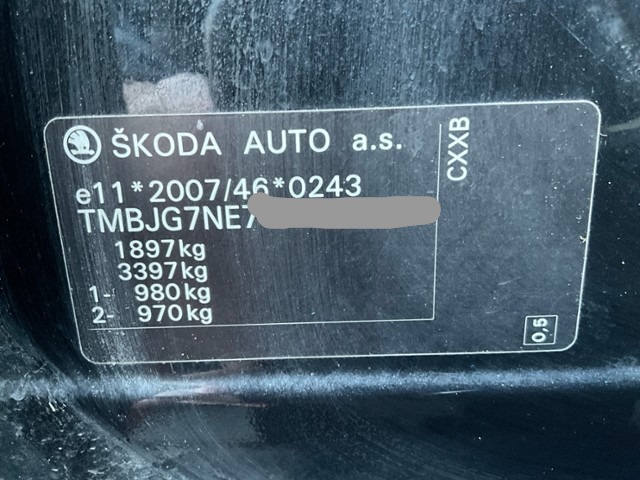 ŠKODA AUTO a.s.
e11*2007/46*0243
TMBJG7NE7
1897kg
3397kg
1- 980kg
2- 970kg
CXXB
0,5